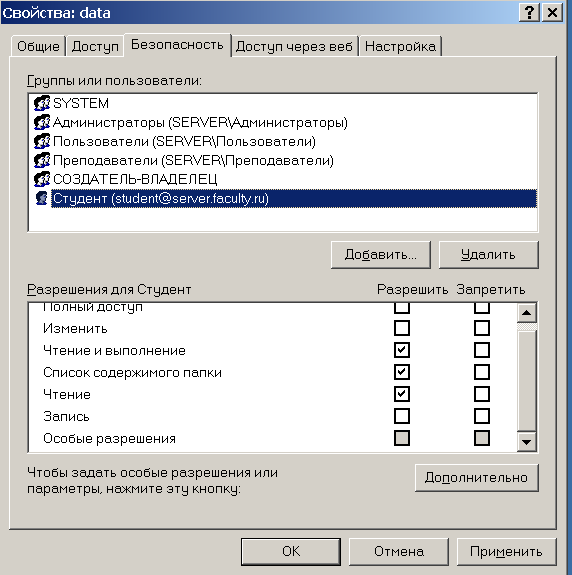 Свойства: data
Общие Доступ Безопасность Доступ через веб Настройка
Группы или пользователи:
SYSTEM
Администраторы (SERVER\Администраторы)
Пользователи (SERVER\Пользователи)
Преподаватели (SERVER\Преподаватели)
СОЗДАТЕЛЬ-ВЛАДЕЛЕЦ
Студент (student@server.faculty.ru)
Добавить... Удалить
Разрешения для Студент Разрешить Запретить
Полный доступ
Изменить
Чтение и выполнение
Список содержимого папки
Чтение
Запись
Особые разрешения
Чтобы задать особые разрешения или
параметры, нажмите эту кнопку:
Дополнительно
OK Отмена Применить